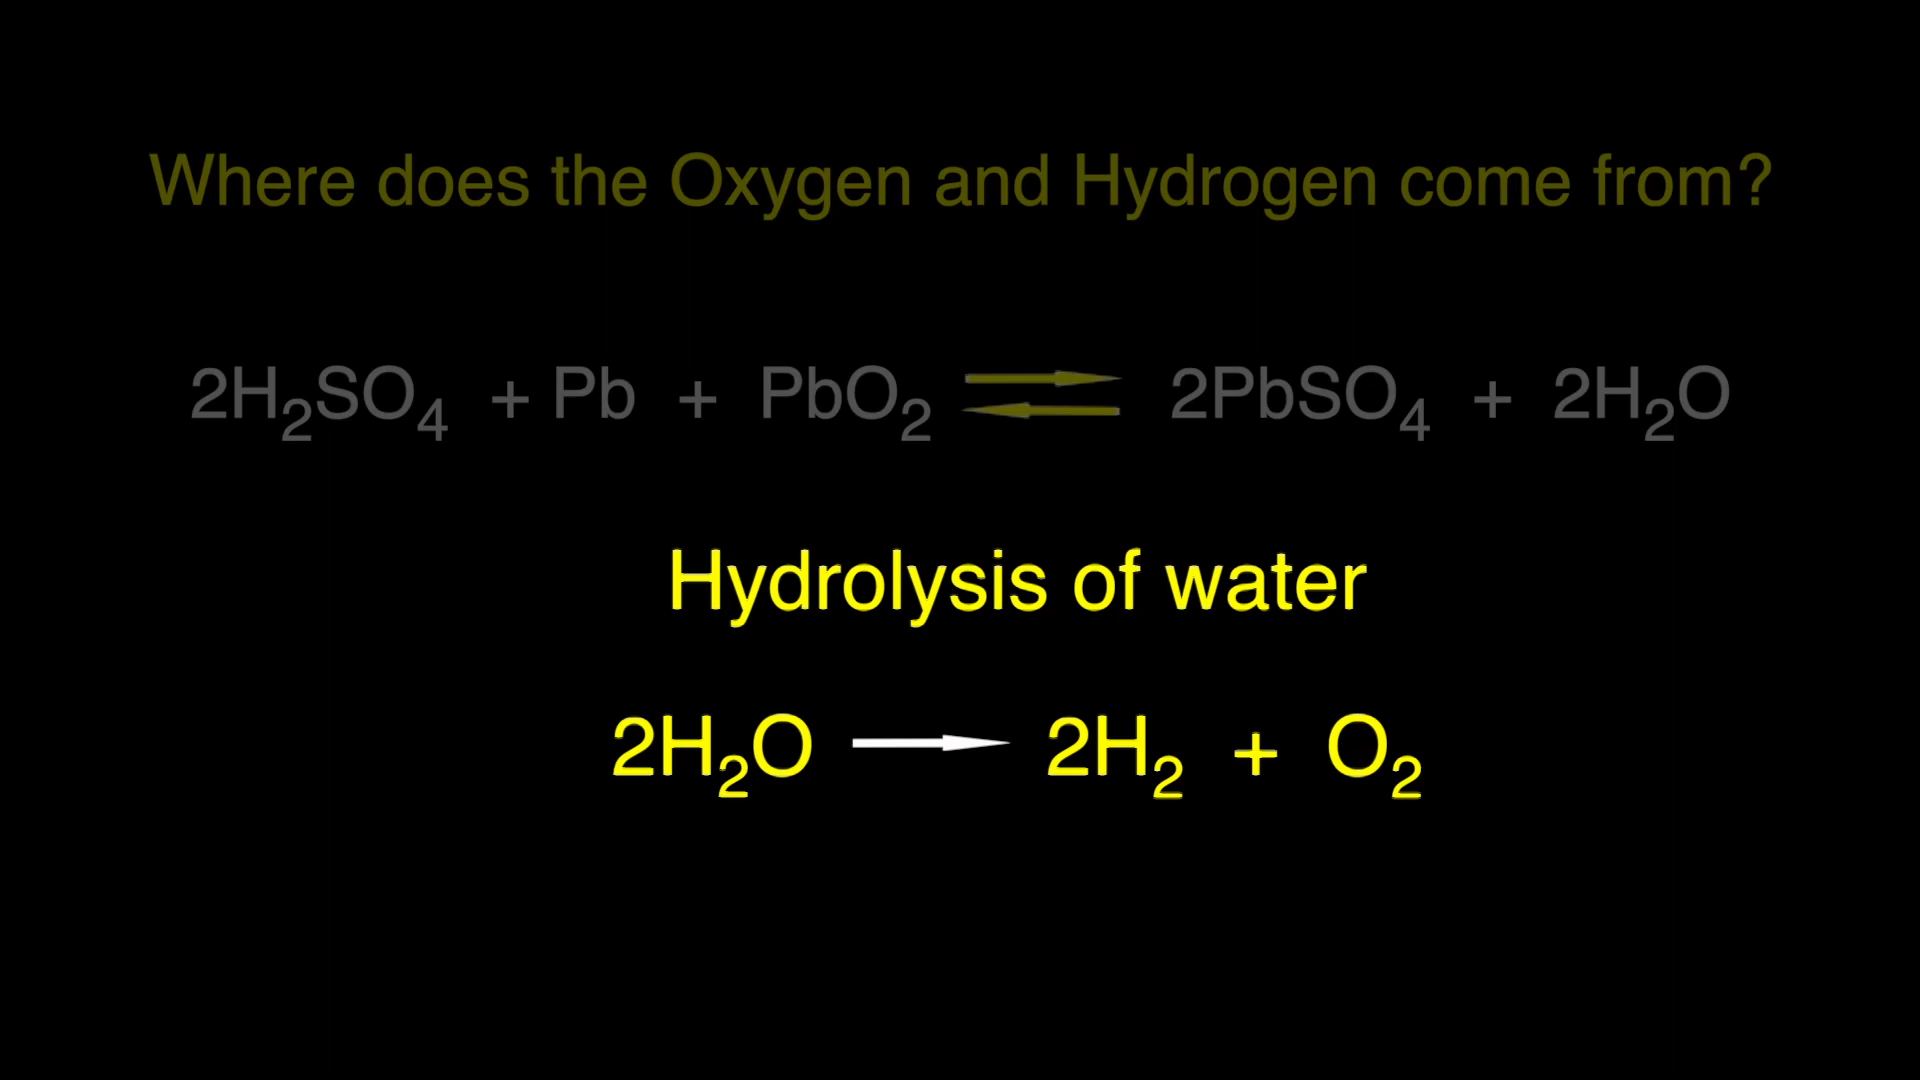 Where does the Oxygen and Hydrogen come from?
2H₂SO₄ + Pb + PbO₂ ⇌ 2PbSO₄ + 2H₂O
Hydrolysis of water
2H₂O → 2H₂ + O₂